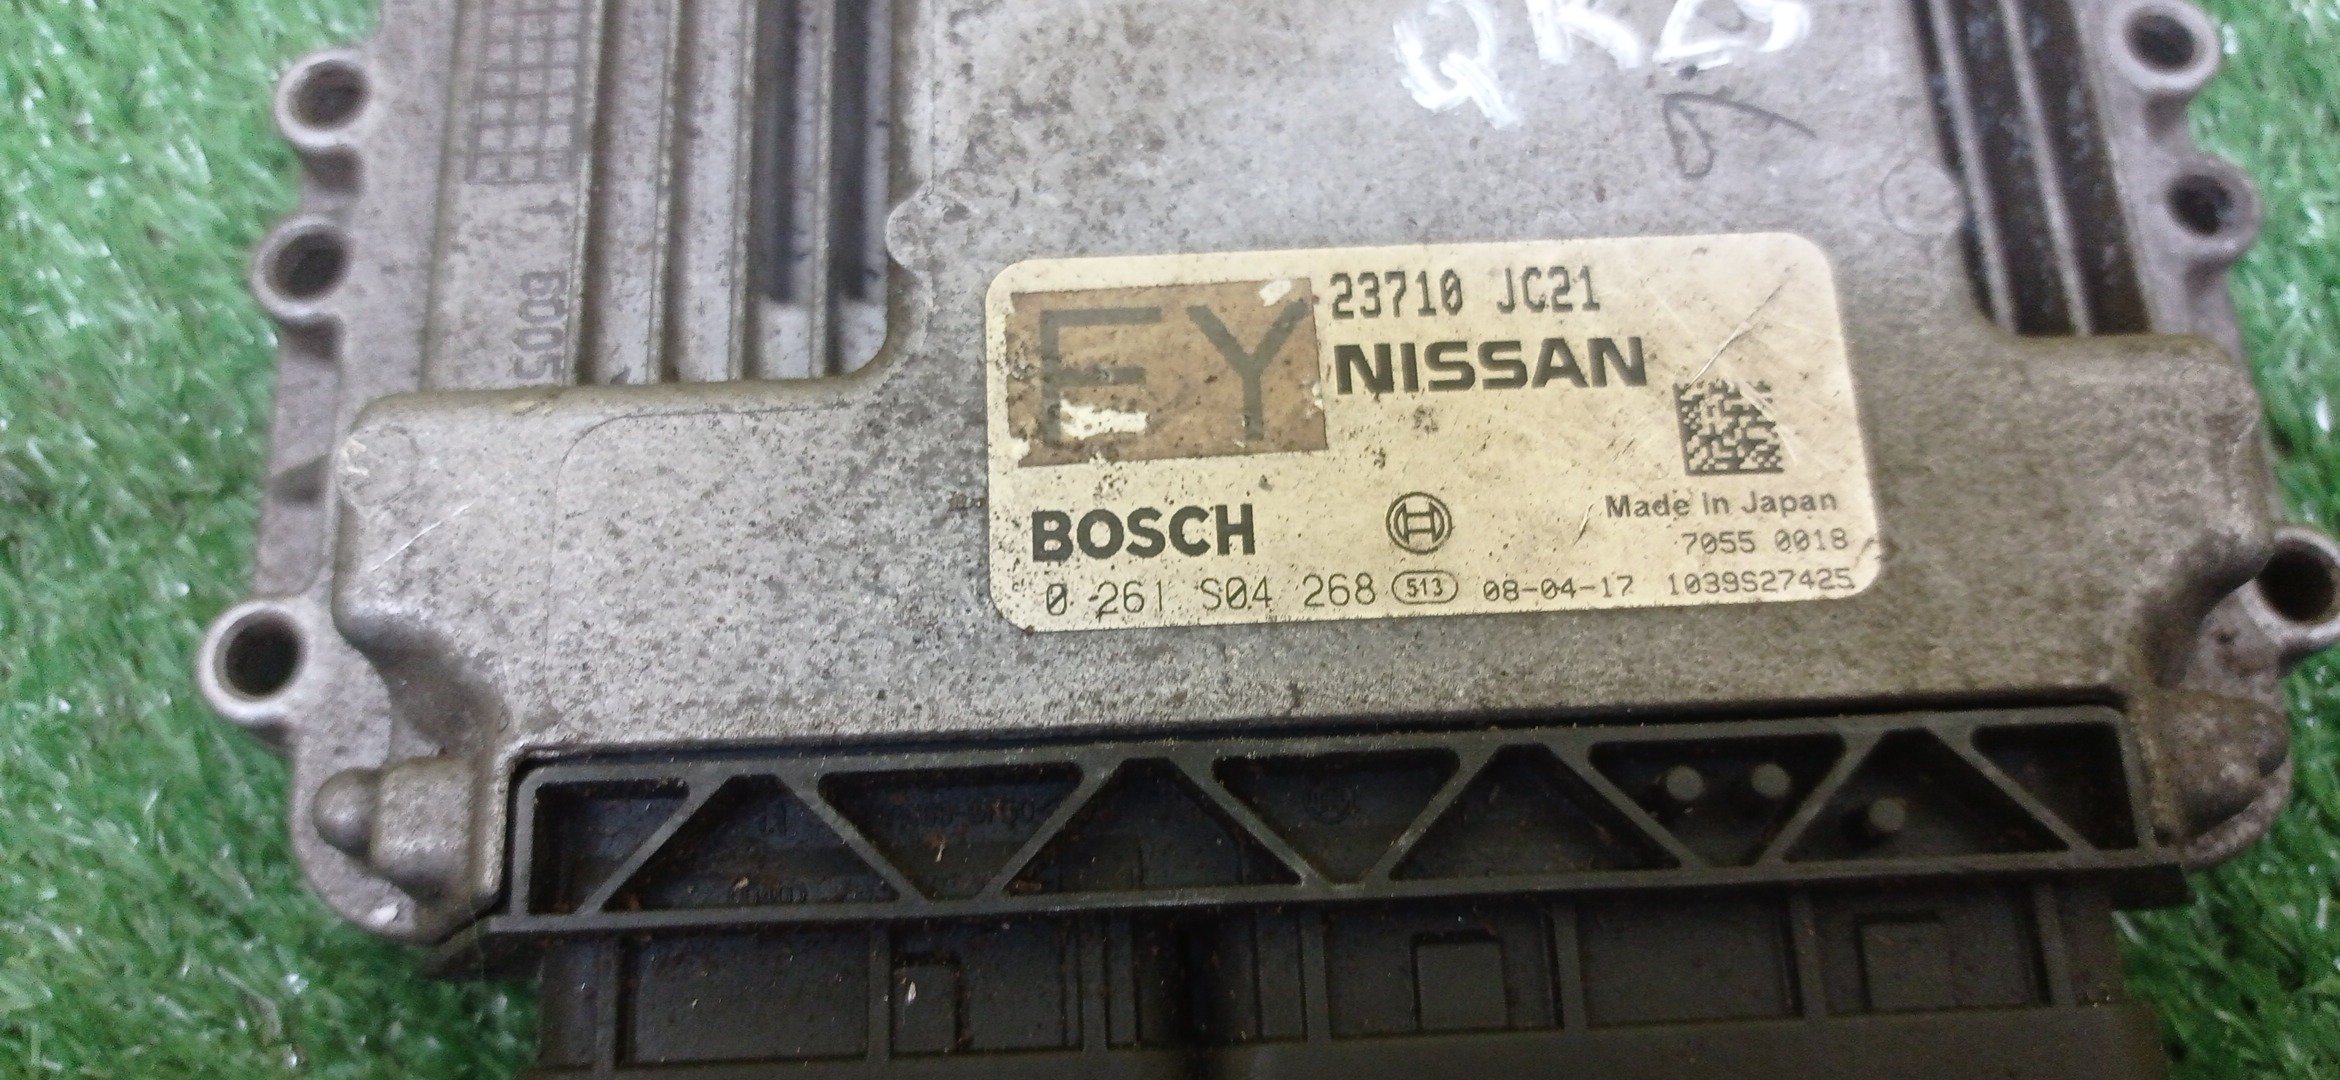 23710 JC21
EY
NISSAN
Made in Japan
BOSCH
7055 0018
0 261 S04 268 513 08-04-17 1039S27425